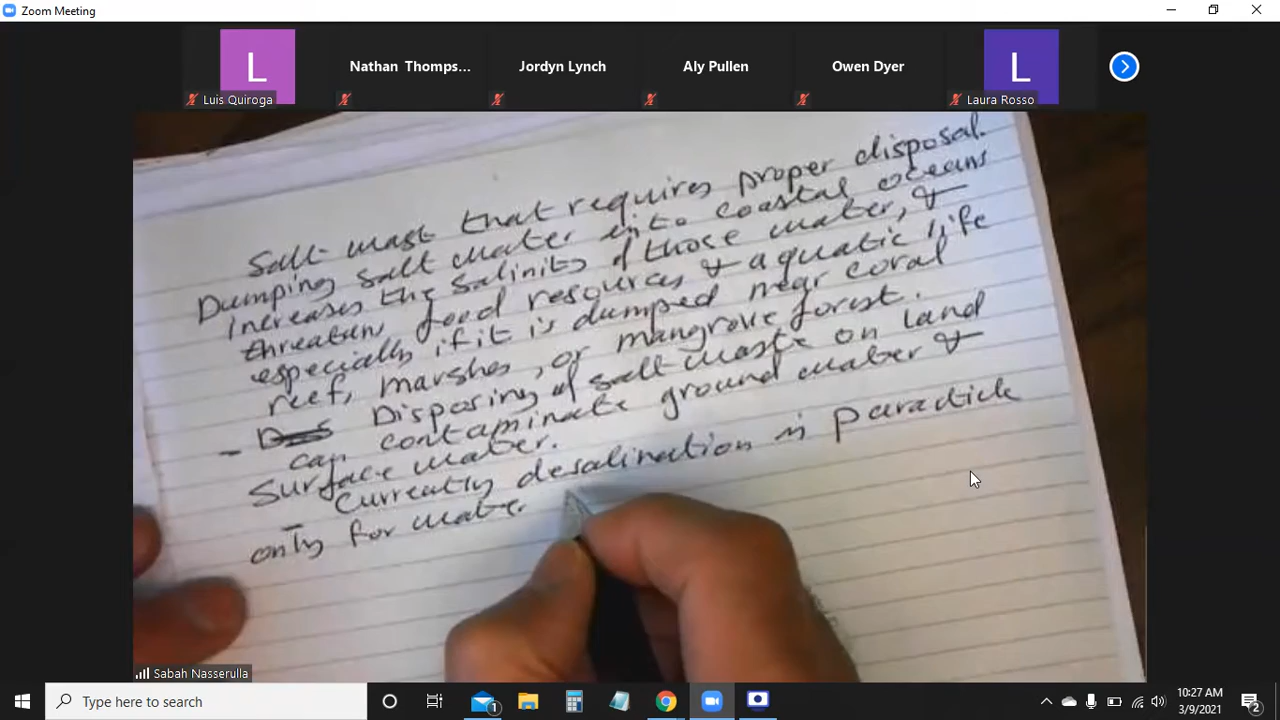 Zoom Meeting
L
Luis Quiroga
Nathan Thomps...
Jordyn Lynch
Aly Pullen
Owen Dyer
L
Laura Rosso
Salt wast that requires proper disposal.
Dumping salt water into coastal oceans
increases the salinity of those water, &
threatens food resources & aquatic life
especially if it is dumped near coral
reef, marshes, or mangrove forest.
- Disposing of salt waste on land
can contaminate ground water &
Surface water.
- Currently desalination is
only for water
Sabah Nasserulla
Type here to search
1
10:27 AM
3/9/2021
2